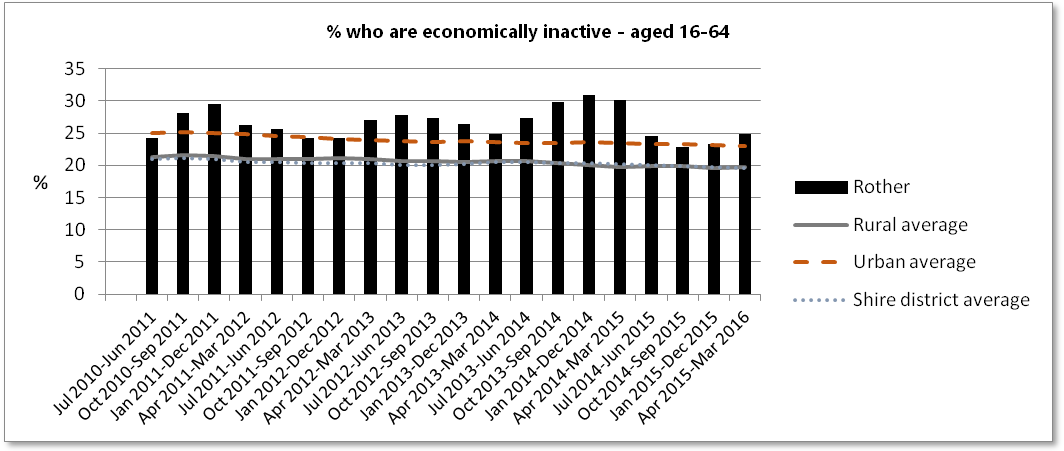 % who are economically inactive - aged 16-64
35
30
25
20
15
10
5
0
%
Jul 2010-Jun 2011
Oct 2010-Sep 2011
Jan 2011-Dec 2011
Apr 2011-Mar 2012
Jul 2011-Jun 2012
Oct 2011-Sep 2012
Jan 2012-Dec 2012
Apr 2012-Mar 2013
Jul 2012-Jun 2013
Oct 2012-Sep 2013
Jan 2013-Dec 2013
Apr 2013-Mar 2014
Jul 2013-Jun 2014
Oct 2013-Sep 2014
Jan 2014-Dec 2014
Apr 2014-Mar 2015
Jul 2014-Jun 2015
Oct 2014-Sep 2015
Jan 2015-Dec 2015
Apr 2015-Mar 2016
Rother
Rural average
Urban average
Shire district average